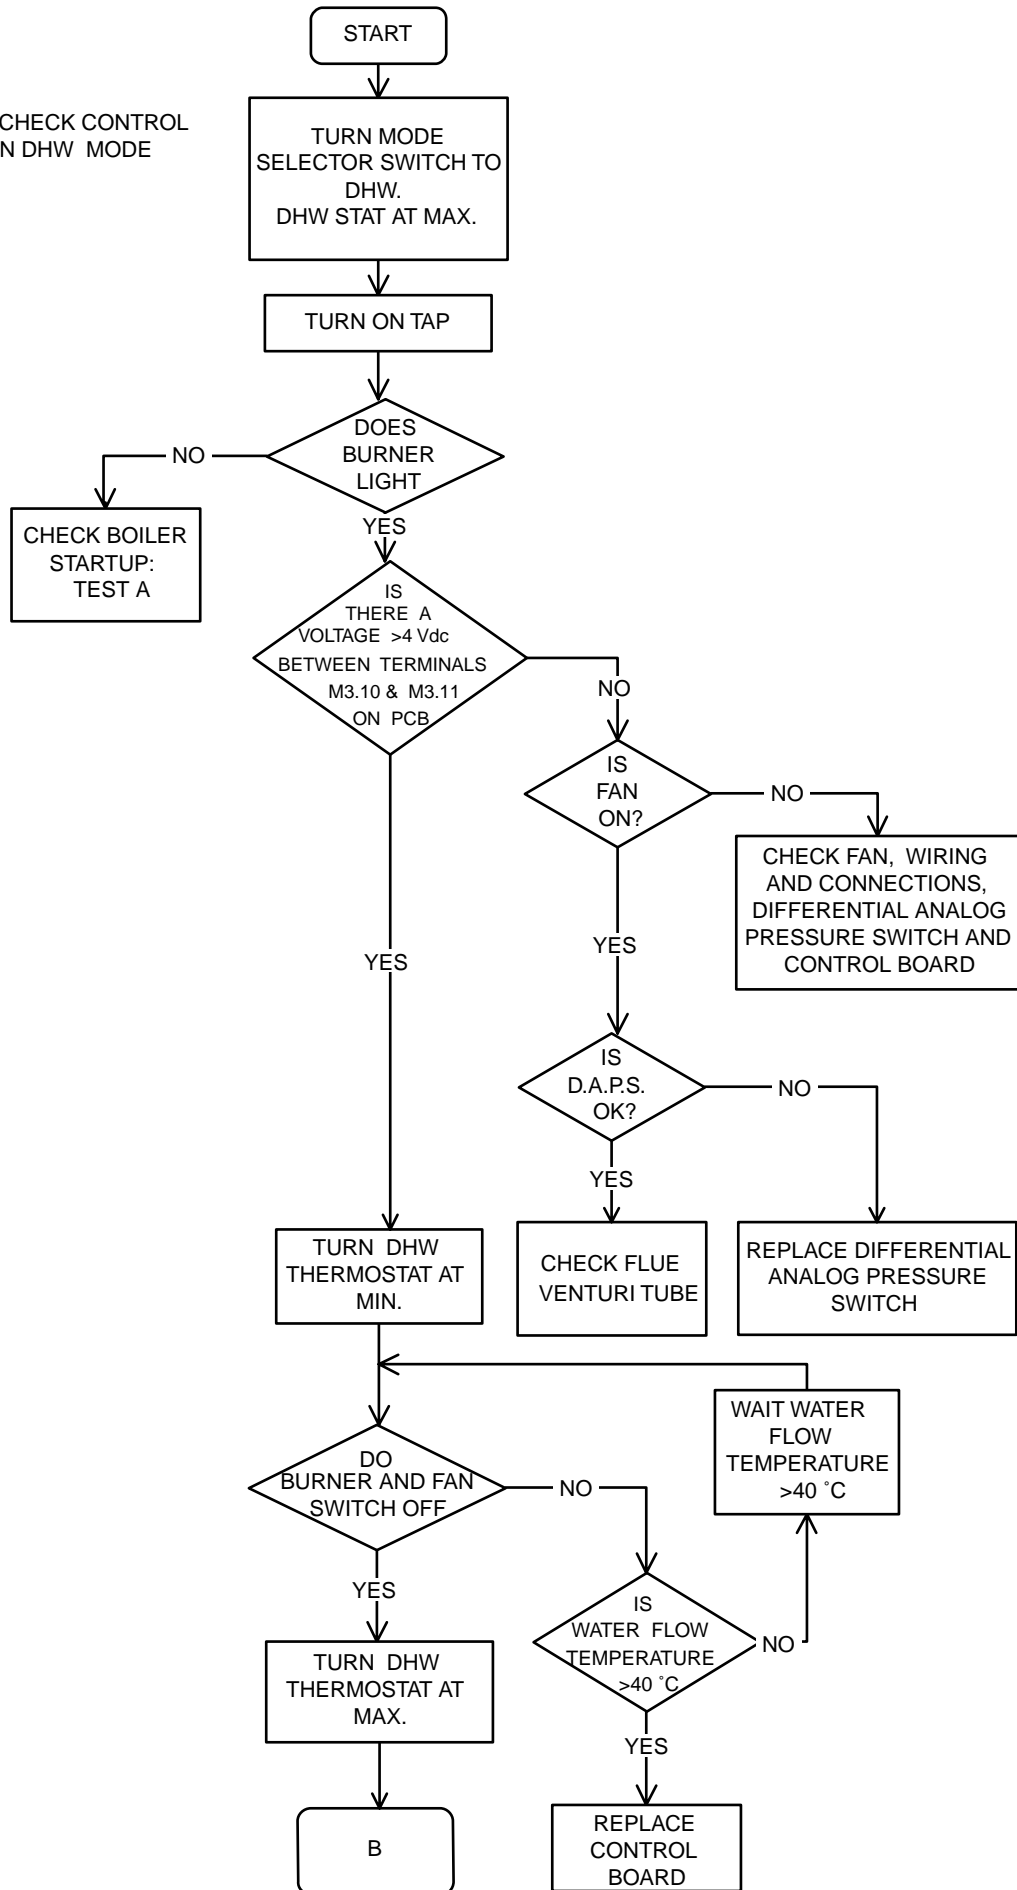 START
CHECK CONTROL
N DHW MODE
TURN MODE
SELECTOR SWITCH TO
DHW.
DHW STAT AT MAX.
TURN ON TAP
DOES
BURNER
LIGHT
NO
YES
CHECK BOILER
STARTUP:
TEST A
IS
THERE A
VOLTAGE >4 Vdc
BETWEEN TERMINALS
M3.10 & M3.11
ON PCB
NO
IS
FAN
ON?
NO
CHECK FAN, WIRING
AND CONNECTIONS,
DIFFERENTIAL ANALOG
PRESSURE SWITCH AND
CONTROL BOARD
YES
YES
IS
D.A.P.S.
OK?
NO
YES
TURN DHW
THERMOSTAT AT
MIN.
CHECK FLUE
VENTURI TUBE
REPLACE DIFFERENTIAL
ANALOG PRESSURE
SWITCH
WAIT WATER
FLOW
TEMPERATURE
>40 ˚C
DO
BURNER AND FAN
SWITCH OFF
NO
YES
IS
WATER FLOW
TEMPERATURE
>40 ˚C
NO
TURN DHW
THERMOSTAT AT
MAX.
YES
B
REPLACE
CONTROL
BOARD